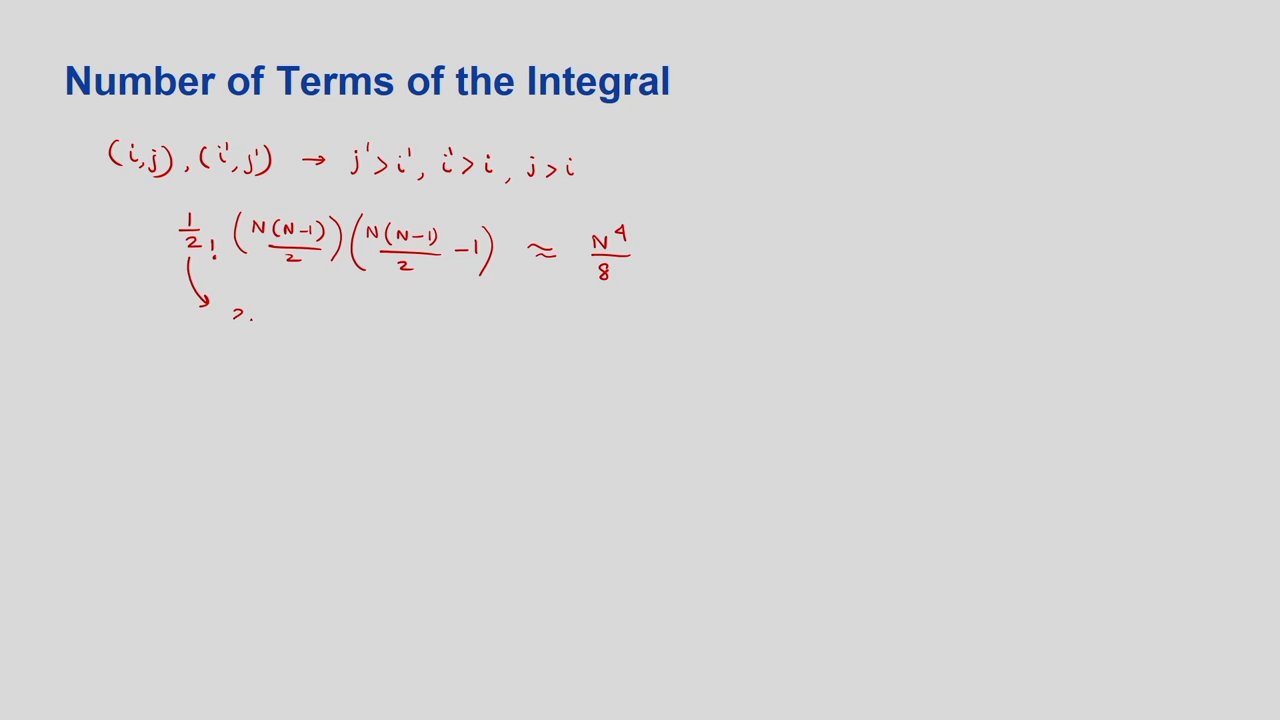 Number of Terms of the Integral
(i,j), (i',j') → j'>i', i'>i, j>i
1/2! (N(N-1)/2)(N(N-1)/2 -1) ≈ N^4/8